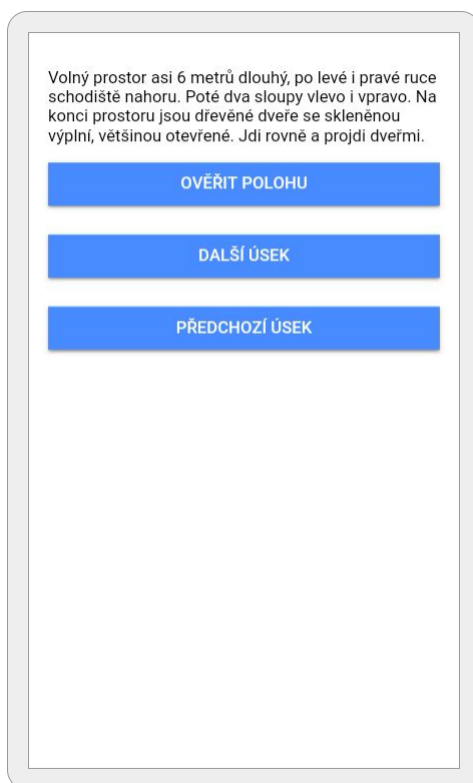 Volný prostor asi 6 metrů dlouhý, po levé i pravé ruce
schodiště nahoru. Poté dva sloupy vlevo i vpravo. Na
konci prostoru jsou dřevěné dveře se skleněnou
výplní, většinou otevřené. Jdi rovně a projdi dveřmi.
OVĚŘIT POLOHU
DALŠÍ ÚSEK
PŘEDCHOZÍ ÚSEK